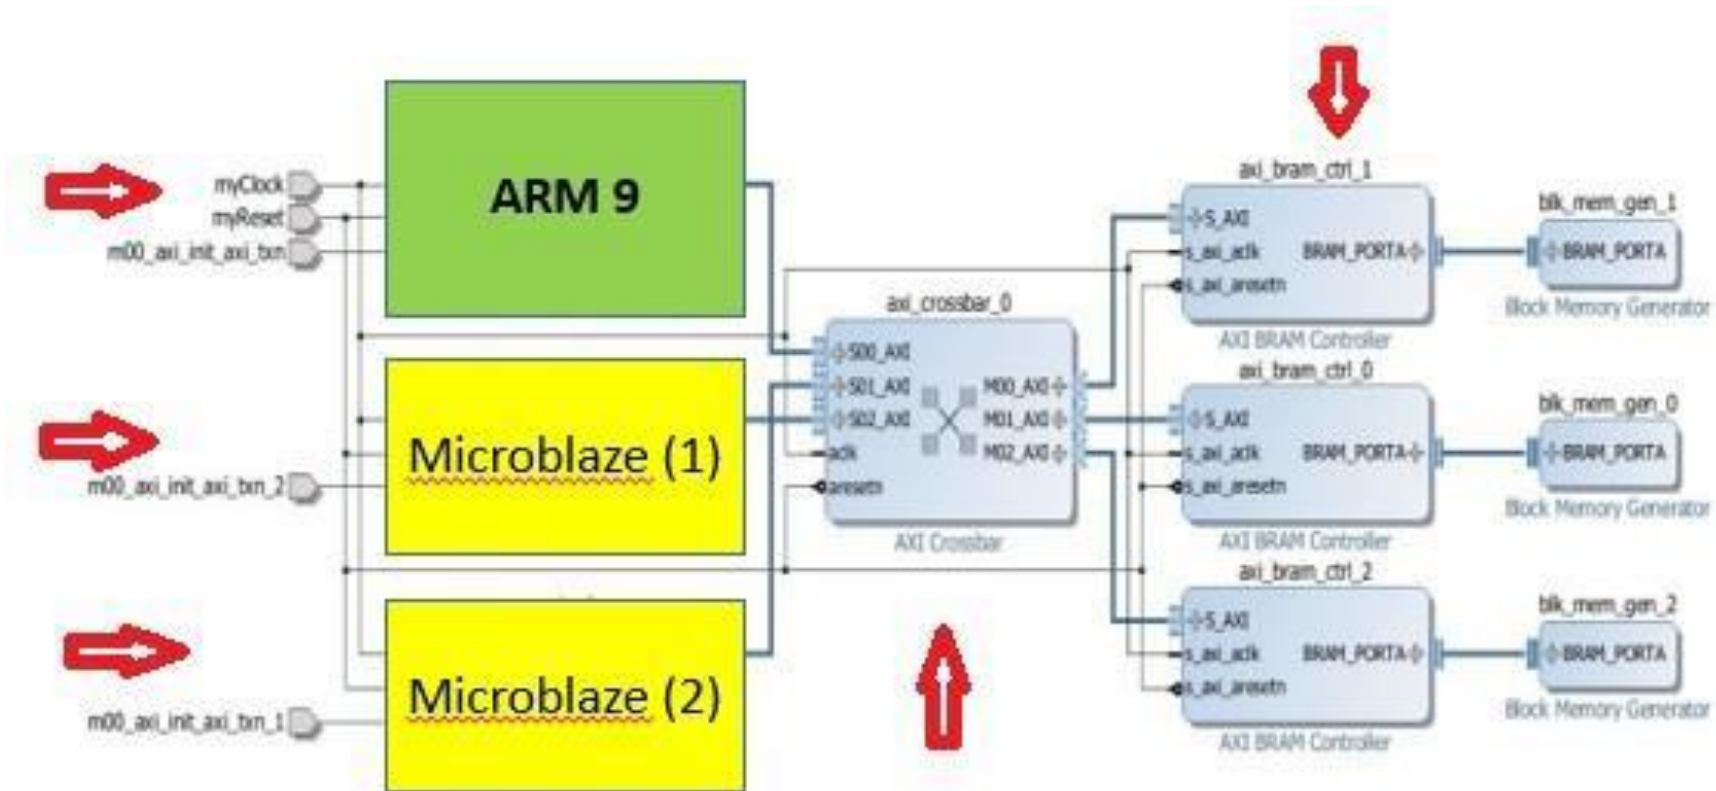 myClock
myReset
m00_axi_init_axi_txn
ARM 9
m00_axi_init_axi_txn_2
Microblaze (1)
m00_axi_init_axi_txn_1
Microblaze (2)
axi_crossbar_0
S00_AXI
S01_AXI
S02_AXI
aclk
aresetn
M00_AXI
M01_AXI
M02_AXI
AXI Crossbar
axi_bram_ctrl_1
S_AXI
s_axi_aclk
s_axi_aresetn
BRAM_PORTA
AXI BRAM Controller
blk_mem_gen_1
BRAM_PORTA
Block Memory Generator
axi_bram_ctrl_0
S_AXI
s_axi_aclk
s_axi_aresetn
BRAM_PORTA
AXI BRAM Controller
blk_mem_gen_0
BRAM_PORTA
Block Memory Generator
axi_bram_ctrl_2
S_AXI
s_axi_aclk
s_axi_aresetn
BRAM_PORTA
AXI BRAM Controller
blk_mem_gen_2
BRAM_PORTA
Block Memory Generator